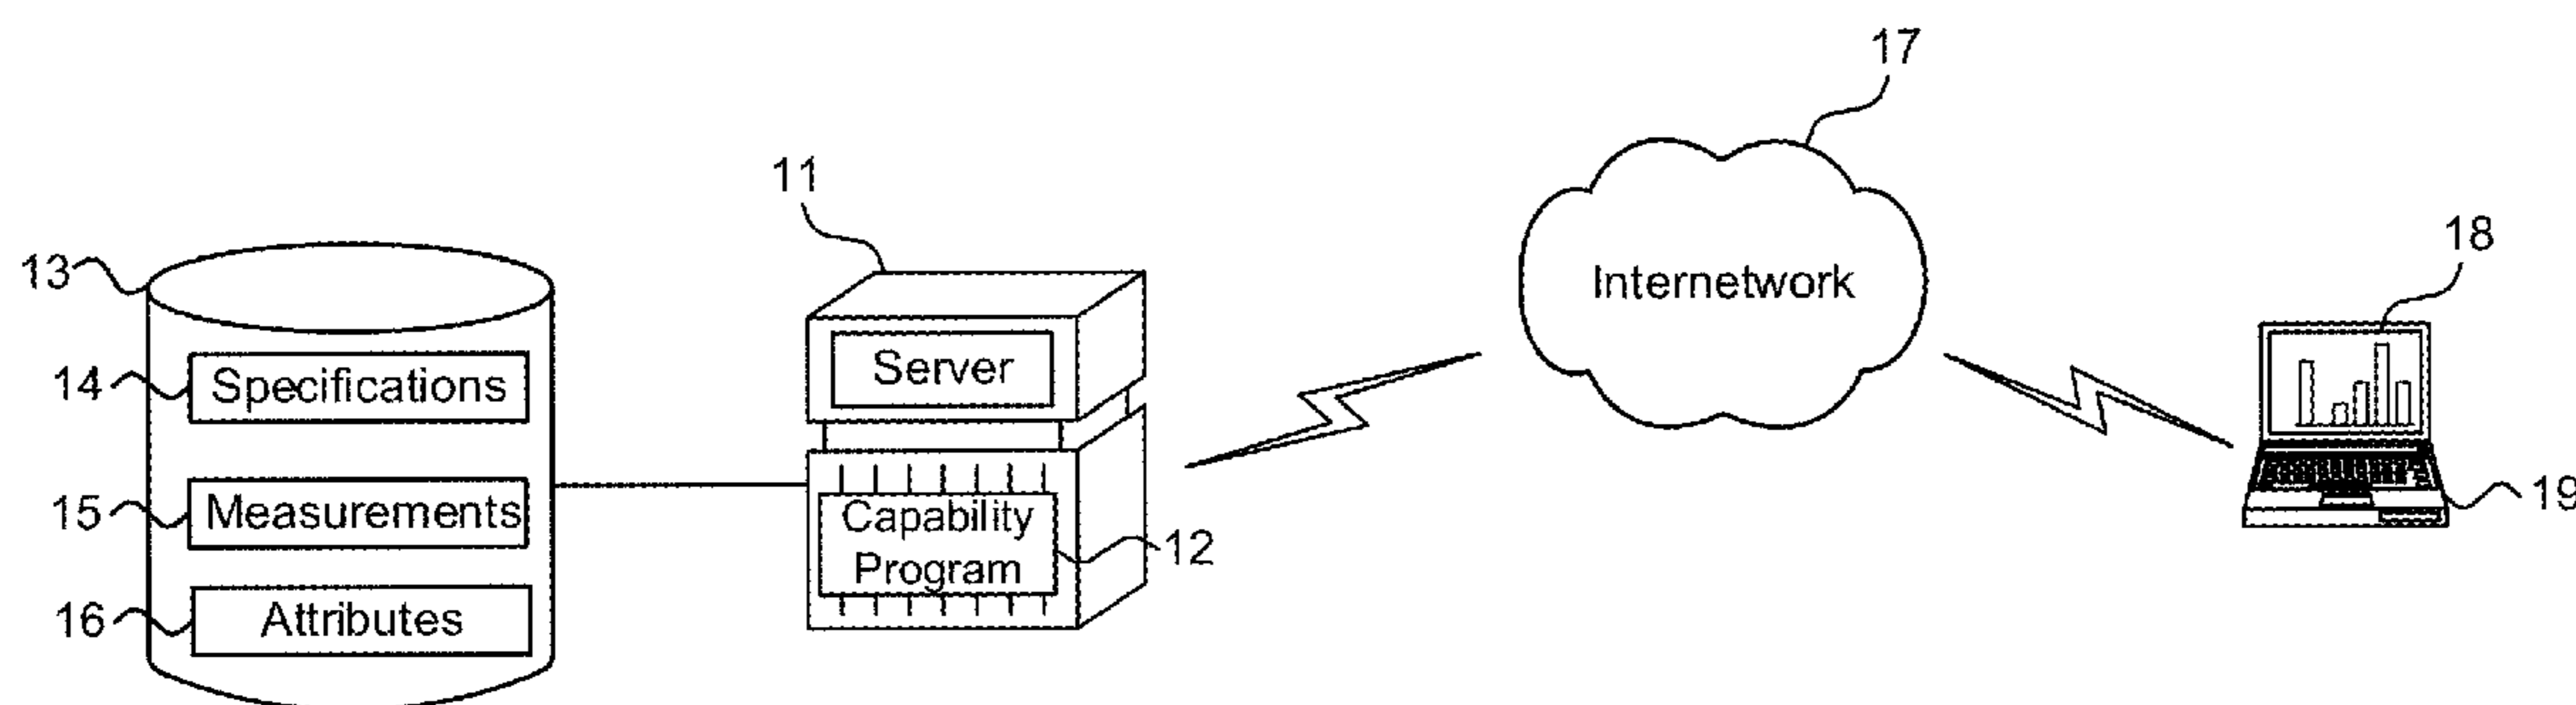 17
11
18
13
Internetwork
Server
14
Specifications
15
Measurements
19
Capability
Program
12
16
Attributes